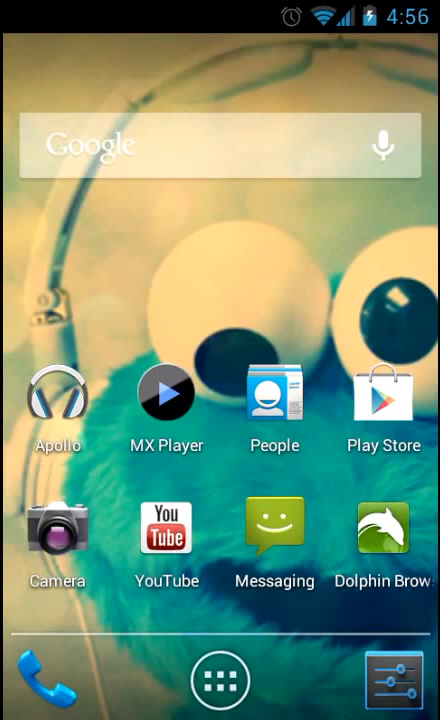 4:56
Google
Apollo
MX Player
People
Play Store
You
Tube
Camera
YouTube
Messaging
Dolphin Brow